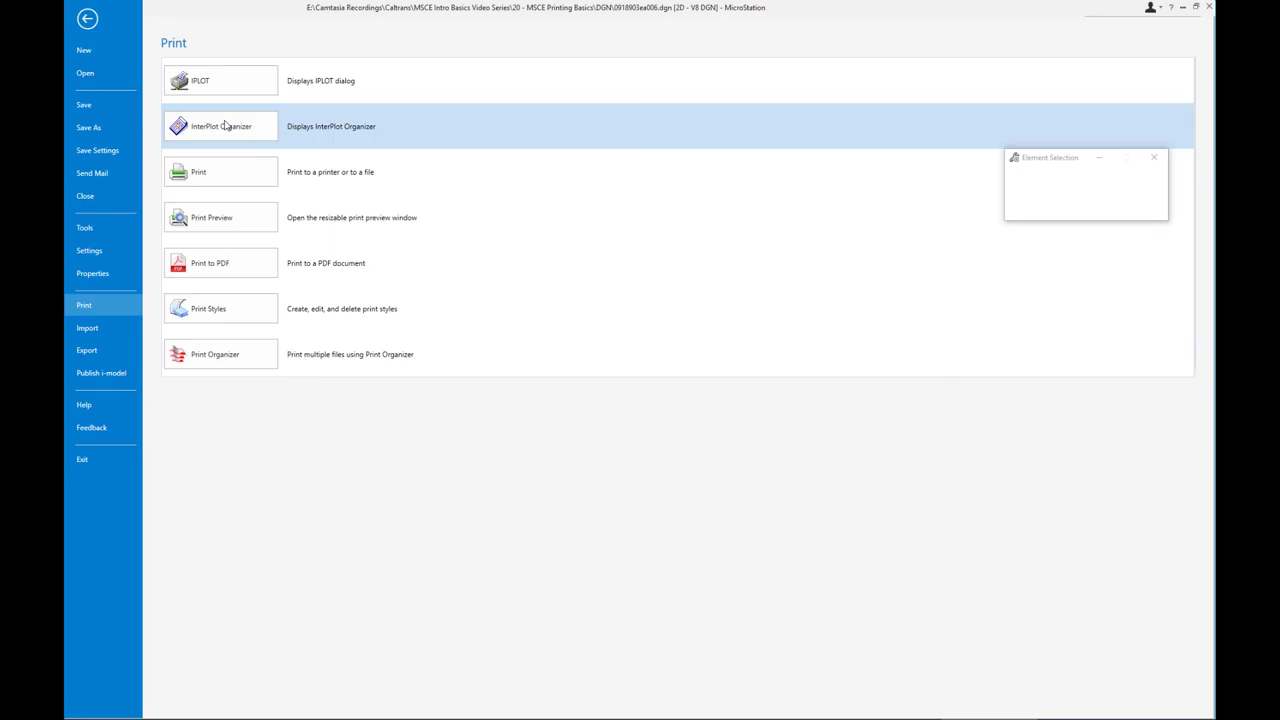 E:\Camtasia Recordings\Caltrans\MSCE Intro Basics Video Series\20 - MSCE Printing Basics\DGN\0918903ea006.dgn [2D - V8 DGN] - MicroStation
Print
New
Open
Save
Save As
Save Settings
Send Mail
Close
Tools
Settings
Properties
Print
Import
Export
Publish i-model
Help
Feedback
Exit
IPLOT Displays IPLOT dialog
InterPlot Organizer Displays InterPlot Organizer
Print Print to a printer or to a file
Print Preview Open the resizable print preview window
Print to PDF Print to a PDF document
Print Styles Create, edit, and delete print styles
Print Organizer Print multiple files using Print Organizer
Element Selection